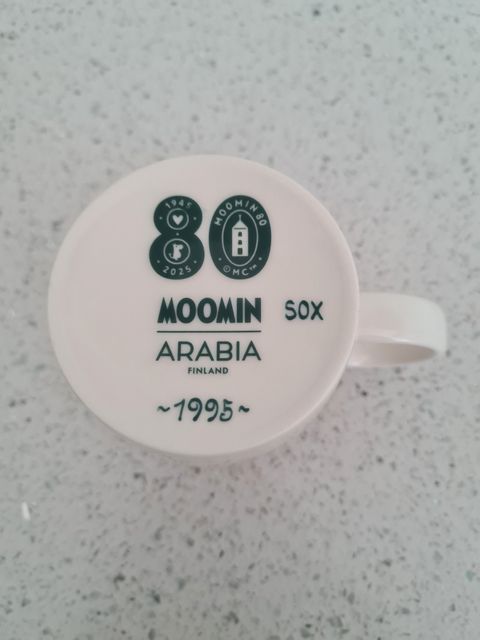 80
1945
2025
MOOMIN 80
©MC™
MOOMIN
SOX
ARABIA
FINLAND
~1995~